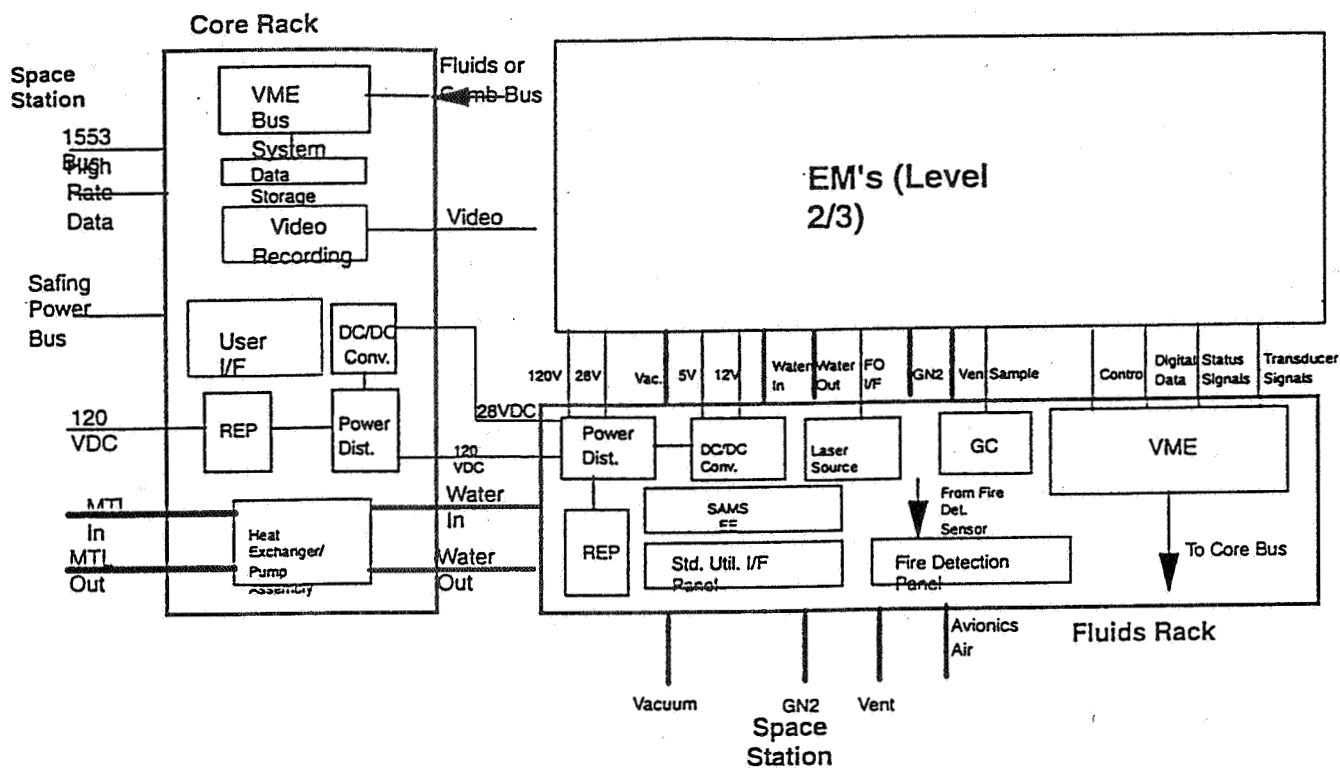 Core Rack
Space
Station
1553
Bus
High
Rate
Data
Safing
Power
Bus
120
VDC
MTL
In
MTL
Out
VME
Bus
System
Data
Storage
Video
Recording
User
I/F
DC/DC
Conv.
REP
Power
Dist.
Heat
Exchanger/
Pump
Assembly
Fluids or
Comb Bus
Video
28VDC
120
VDC
Water
In
Water
Out
EM's (Level
2/3)
120V
28V
Vac.
5V
12V
Water
In
Water
Out
FO
I/F
GN2
Ven
Sample
Contro
Digital
Data
Status
Signals
Transducer
Signals
Power
Dist.
DC/DC
Conv.
Laser
Source
GC
VME
REP
SAMS
Std. Util. I/F
Panel
From Fire
Det.
Sensor
Fire Detection
Panel
To Core Bus
Fluids Rack
Vacuum
GN2
Vent
Avionics
Air
Space
Station